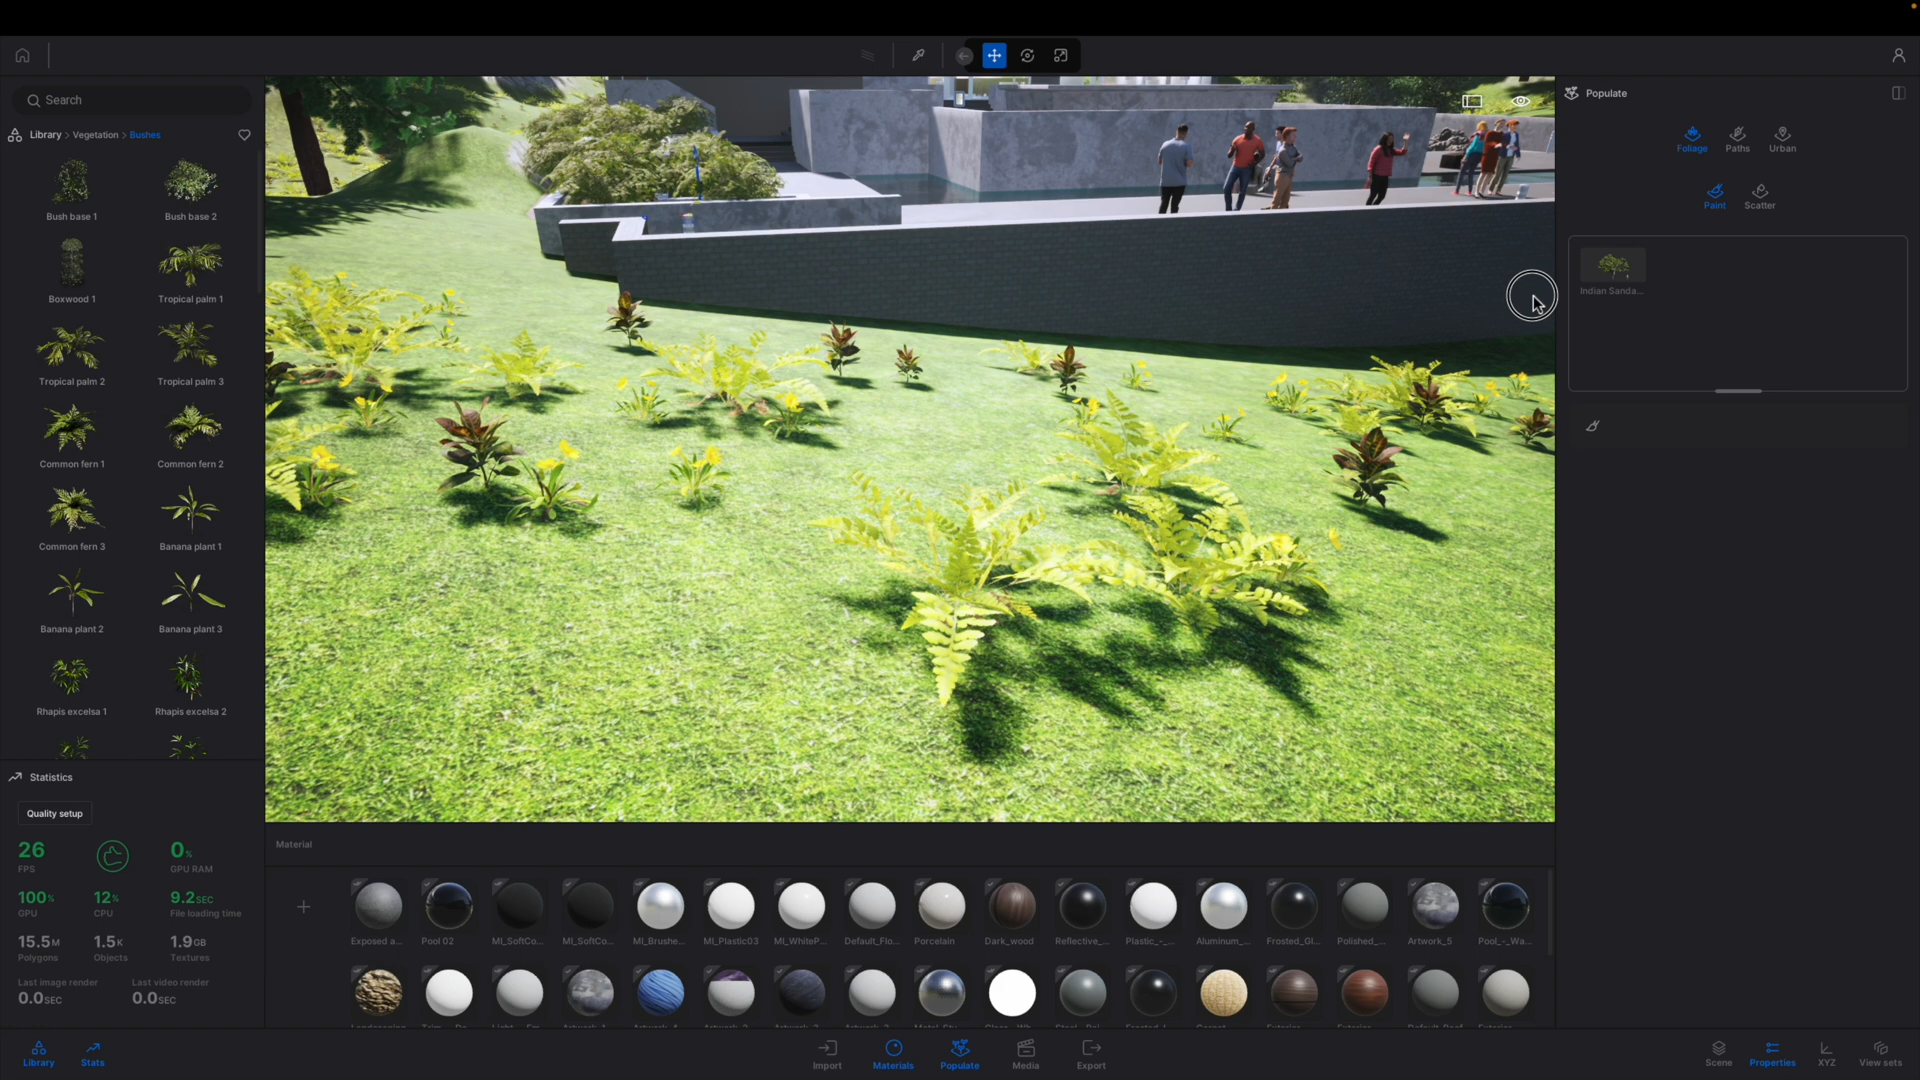 Search
Populate
Library > Vegetation > Bushes
Foliage Paths Urban
Paint Scatter
Bush base 1 Bush base 2
Boxwood 1 Tropical palm 1
Tropical palm 2 Tropical palm 3
Common fern 1 Common fern 2
Common fern 3 Banana plant 1
Banana plant 2 Banana plant 3
Rhapis excelsa 1 Rhapis excelsa 2
Indian Sanda...
Statistics
Quality setup
26 0%
FPS GPU RAM
100% 12% 9.2SEC
GPU CPU File loading time
15.5M 1.5K 1.9GB
Polygons Objects Textures
Last image render Last video render
0.0SEC 0.0SEC
Material
Exposed a... Pool 02 MI_SoftCo... MI_SoftCo... MI_Brushe... MI_Plastic03 MI_WhiteP... Default_Flo... Porcelain Dark_wood Reflective_... Plastic_-_... Aluminum_... Frosted_Gl... Polished_... Artwork_5 Pool_-_Wa...
Library Stats Import Materials Populate Media Export Scene Properties XYZ View sets